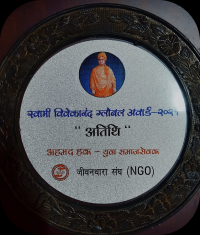 स्वामी विवेकानंद ग्लोबल अवार्ड-२०२१
" अतिथि "
अहमद हक - युवा समाजसेवक
जीवनधारा संघ (NGO)